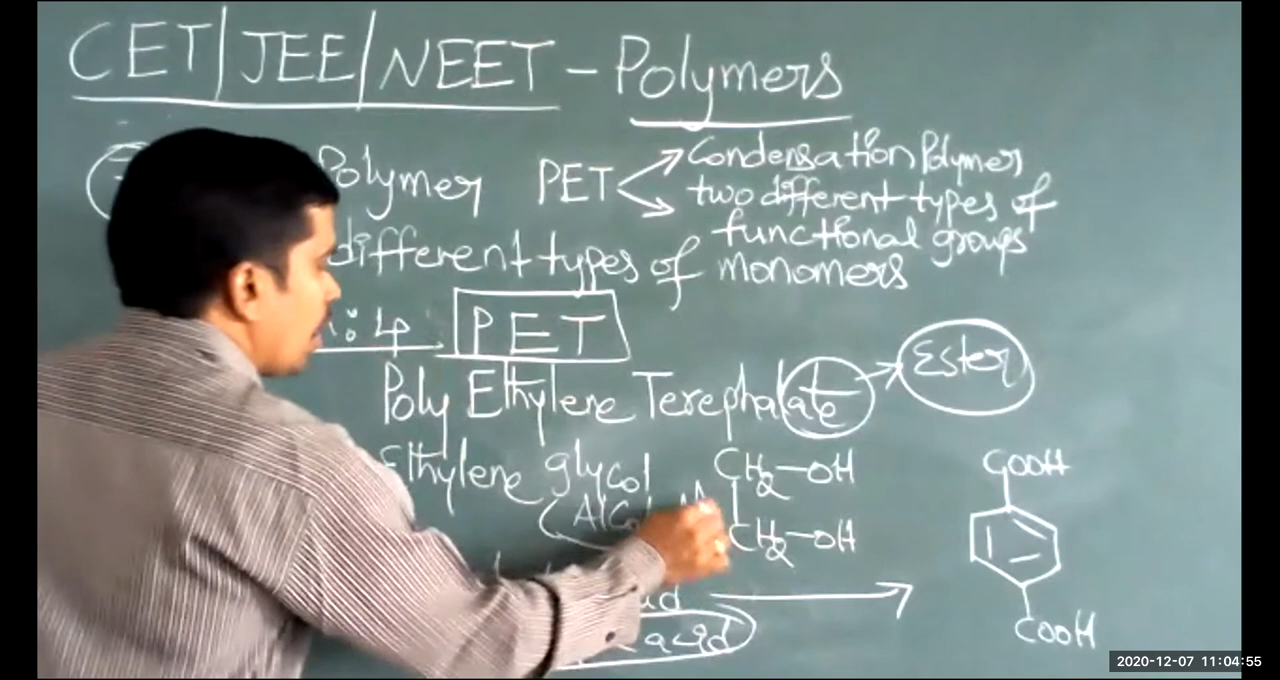 CET/JEE/NEET - Polymers
Polymer PET Condensation Polymer
two different types of
functional groups
different types of monomers
: 4
PET
Poly Ethylene Terephalate Ester
Ethylene glycol CH2-OH
CH2-OH
COOH
COOH
acid
2020-12-07 11:04:55